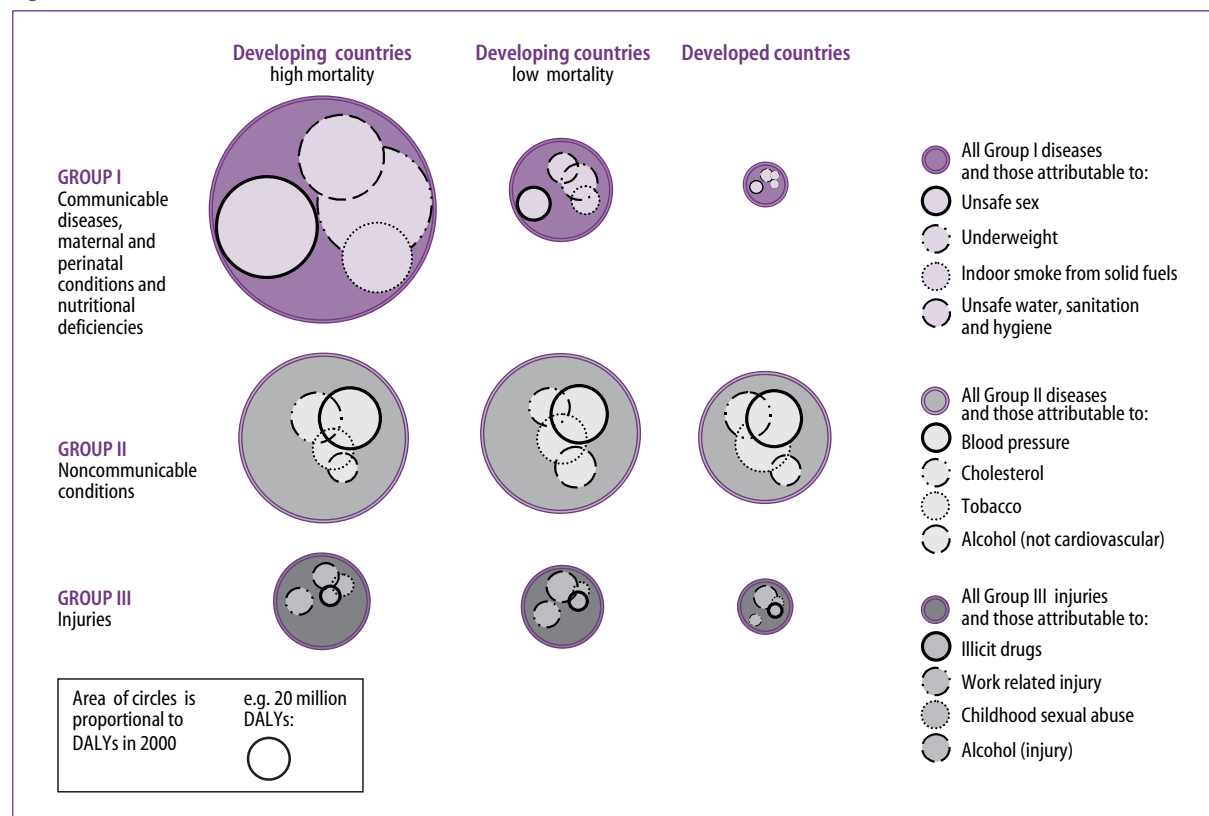 Developing countries
high mortality
Developing countries
low mortality
Developed countries
GROUP I
Communicable
diseases,
maternal and
perinatal
conditions and
nutritional
deficiencies
All Group I diseases
and those attributable to:
Unsafe sex
Underweight
Indoor smoke from solid fuels
Unsafe water, sanitation
and hygiene
GROUP II
Noncommunicable
conditions
All Group II diseases
and those attributable to:
Blood pressure
Cholesterol
Tobacco
Alcohol (not cardiovascular)
GROUP III
Injuries
All Group III injuries
and those attributable to:
Illicit drugs
Work related injury
Childhood sexual abuse
Alcohol (injury)
Area of circles is
proportional to
DALYs in 2000
e.g. 20 million
DALYs: